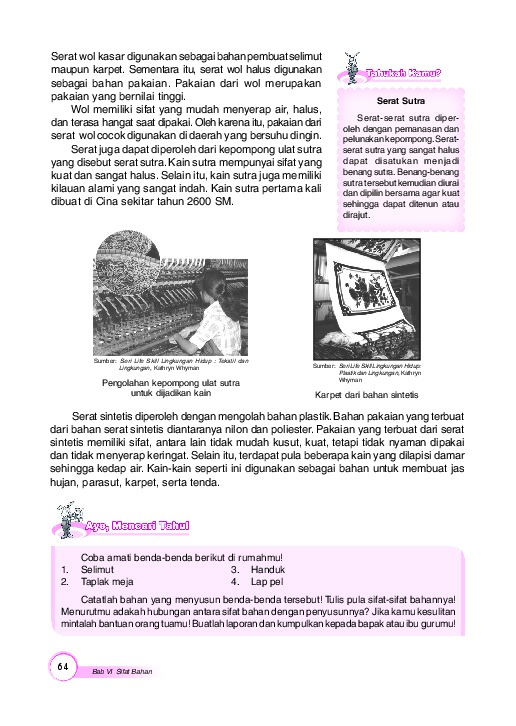 Serat wol kasar digunakan sebagai bahan pembuat selimut
maupun karpet. Sementara itu, serat wol halus digunakan
sebagai bahan pakaian. Pakaian dari wol merupakan
pakaian yang bernilai tinggi.
Wol memiliki sifat yang mudah menyerap air, halus,
dan terasa hangat saat dipakai. Oleh karena itu, pakaian dari
serat wol cocok digunakan di daerah yang bersuhu dingin.
Serat juga dapat diperoleh dari kepompong ulat sutra
yang disebut serat sutra. Kain sutra mempunyai sifat yang
kuat dan sangat halus. Selain itu, kain sutra juga memiliki
kilauan alami yang sangat indah. Kain sutra pertama kali
dibuat di Cina sekitar tahun 2600 SM.
Tahukah Kamu?
Serat Sutra
Serat-serat sutra diper-
oleh dengan pemanasan dan
pelunakan kepompong. Serat-
serat sutra yang sangat halus
dapat disatukan menjadi
benang sutra. Benang-benang
sutra tersebut kemudian diurai
dan dipilin bersama agar kuat
sehingga dapat ditenun atau
dirajut.
Sumber: Seri Life Skill Lingkungan Hidup : Tekstil dan
Lingkungan, Kathryn Whyman
Pengolahan kepompong ulat sutra
untuk dijadikan kain
Sumber: Seri Life Skill Lingkungan Hidup:
Plastik dan Lingkungan, Kathryn
Whyman
Karpet dari bahan sintetis
Serat sintetis diperoleh dengan mengolah bahan plastik. Bahan pakaian yang terbuat
dari bahan serat sintetis diantaranya nilon dan poliester. Pakaian yang terbuat dari serat
sintetis memiliki sifat, antara lain tidak mudah kusut, kuat, tetapi tidak nyaman dipakai
dan tidak menyerap keringat. Selain itu, terdapat pula beberapa kain yang dilapisi damar
sehingga kedap air. Kain-kain seperti ini digunakan sebagai bahan untuk membuat jas
hujan, parasut, karpet, serta tenda.
Ayo, Mencari Tahu!
Coba amati benda-benda berikut di rumahmu!
1. Selimut 3. Handuk
2. Taplak meja 4. Lap pel
Catatlah bahan yang menyusun benda-benda tersebut! Tulis pula sifat-sifat bahannya!
Menurutmu adakah hubungan antara sifat bahan dengan penyusunnya? Jika kamu kesulitan
mintalah bantuan orang tuamu! Buatlah laporan dan kumpulkan kepada bapak atau ibu gurumu!
64 Bab VI Sifat Bahan